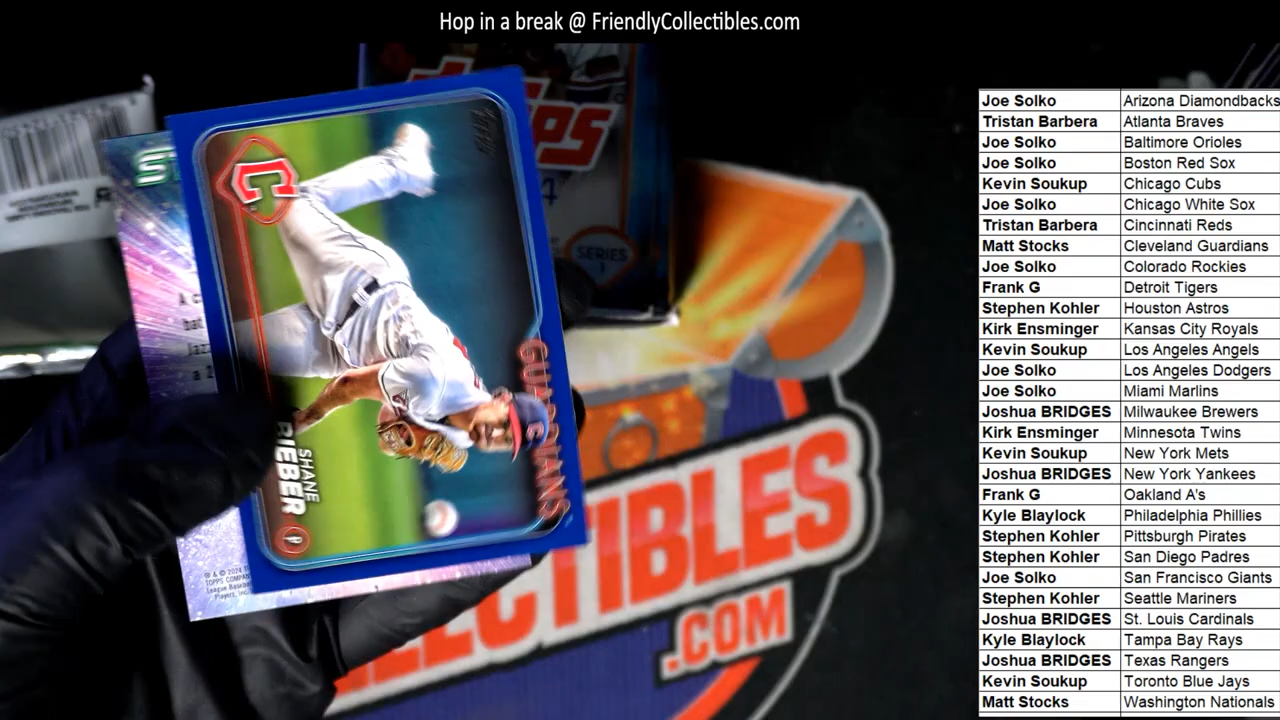 Hop in a break @ FriendlyCollectibles.com
SERIES
1
C
GUARDIANS
SHANE
BIEBER
P
TOPPS COMPAN
League Baseba
Players, Inc.
LECTIBLES
.COM
Joe Solko Arizona Diamondbacks
Tristan Barbera Atlanta Braves
Joe Solko Baltimore Orioles
Joe Solko Boston Red Sox
Kevin Soukup Chicago Cubs
Joe Solko Chicago White Sox
Tristan Barbera Cincinnati Reds
Matt Stocks Cleveland Guardians
Joe Solko Colorado Rockies
Frank G Detroit Tigers
Stephen Kohler Houston Astros
Kirk Ensminger Kansas City Royals
Kevin Soukup Los Angeles Angels
Joe Solko Los Angeles Dodgers
Joe Solko Miami Marlins
Joshua BRIDGES Milwaukee Brewers
Kirk Ensminger Minnesota Twins
Kevin Soukup New York Mets
Joshua BRIDGES New York Yankees
Frank G Oakland A's
Kyle Blaylock Philadelphia Phillies
Stephen Kohler Pittsburgh Pirates
Stephen Kohler San Diego Padres
Joe Solko San Francisco Giants
Stephen Kohler Seattle Mariners
Joshua BRIDGES St. Louis Cardinals
Kyle Blaylock Tampa Bay Rays
Joshua BRIDGES Texas Rangers
Kevin Soukup Toronto Blue Jays
Matt Stocks Washington Nationals